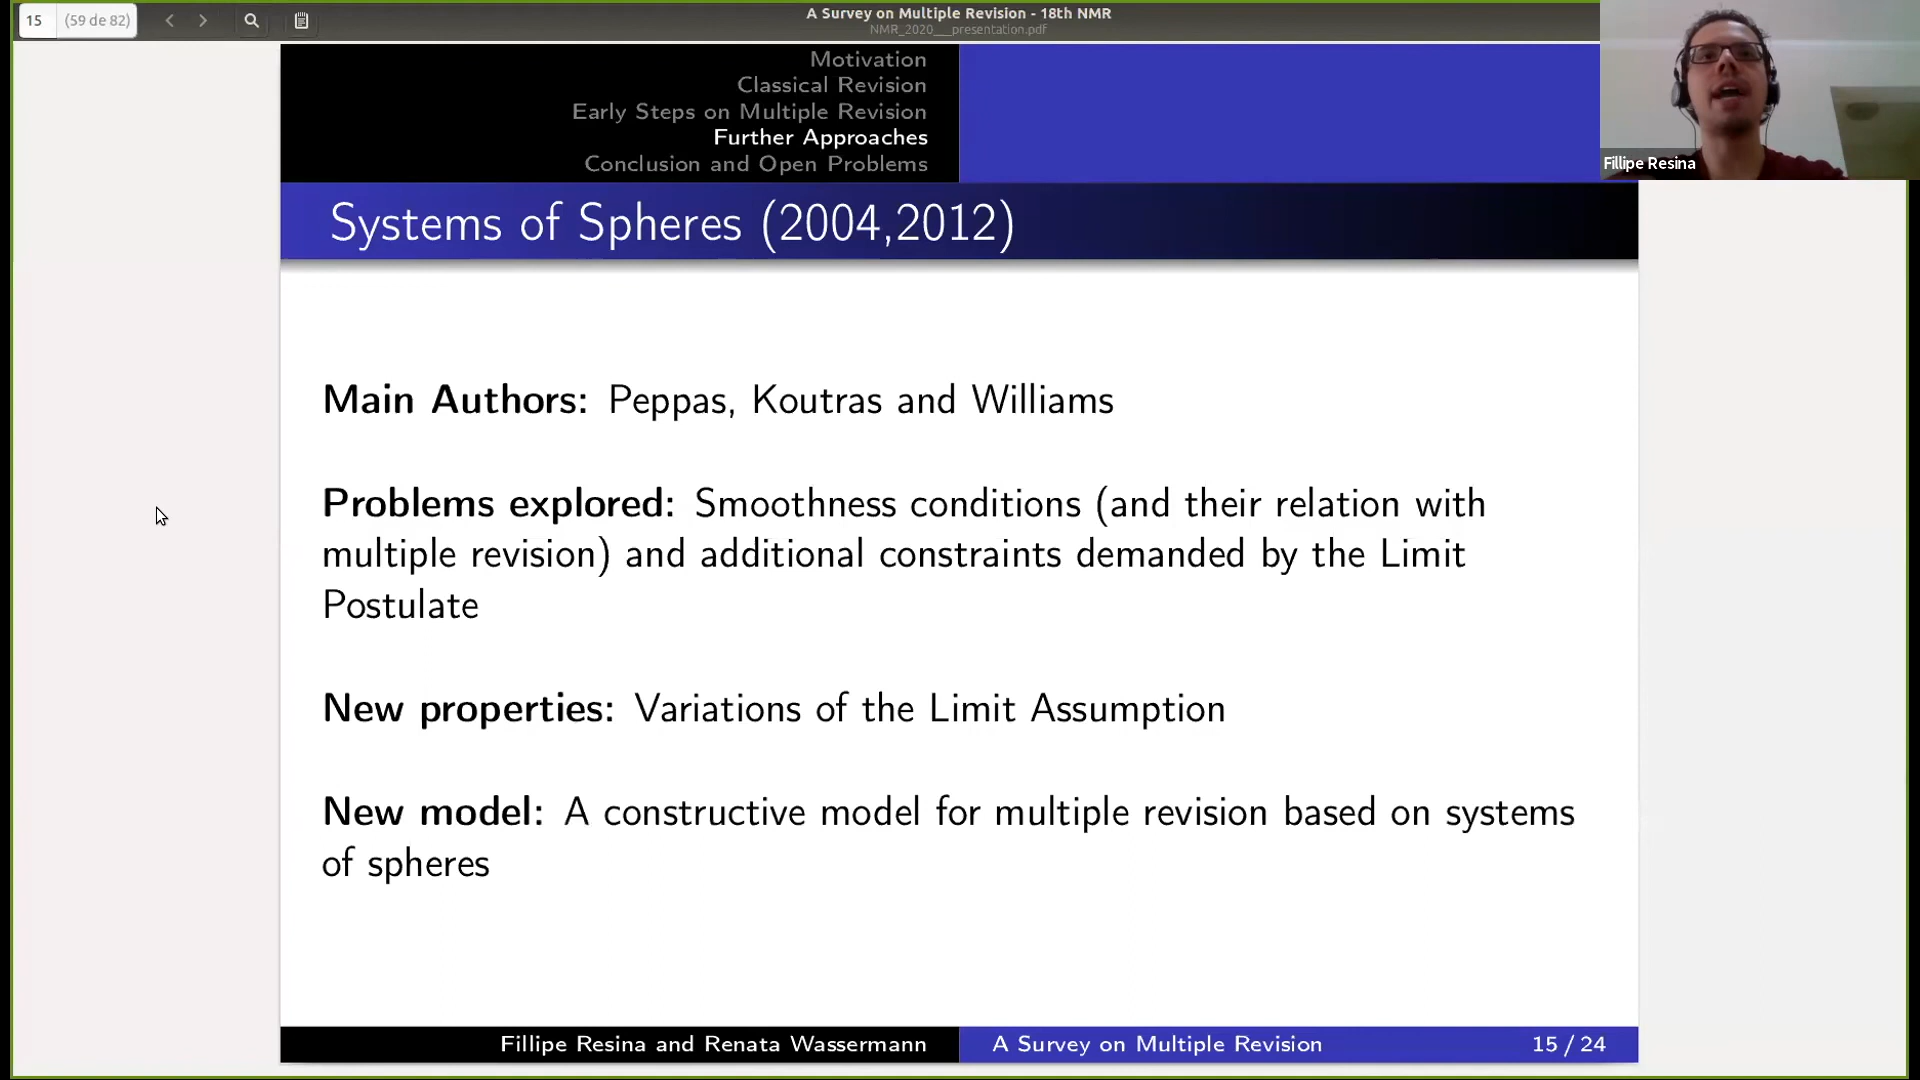 15 (59 de 82)
A Survey on Multiple Revision - 18th NMR
NMR_2020___presentation.pdf
Motivation
Classical Revision
Early Steps on Multiple Revision
Further Approaches
Conclusion and Open Problems
Fillipe Resina
Systems of Spheres (2004,2012)
Main Authors: Peppas, Koutras and Williams
Problems explored: Smoothness conditions (and their relation with
multiple revision) and additional constraints demanded by the Limit
Postulate
New properties: Variations of the Limit Assumption
New model: A constructive model for multiple revision based on systems
of spheres
Fillipe Resina and Renata Wassermann
A Survey on Multiple Revision
15 / 24